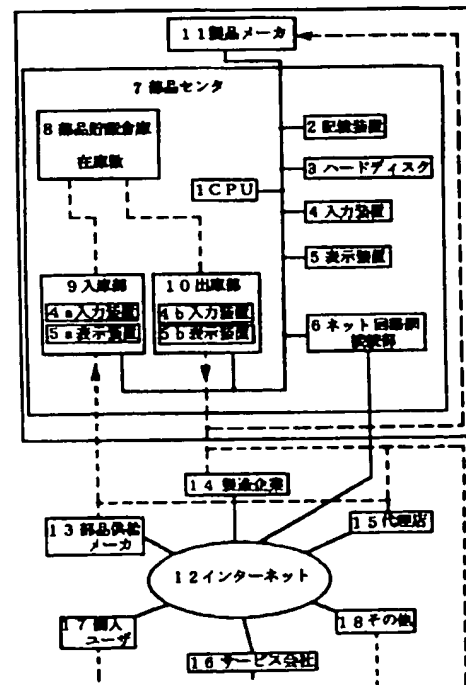 11製品メーカ
7 部品センタ
8 部品貯蔵倉庫
在庫数
2 記憶装置
3 ハードディスク
1CPU
4 入力装置
5 表示装置
9 入庫部
4a入力装置
5a表示装置
10出庫部
4b入力装置
5b表示装置
6 ネット回路網
接続部
14 製造企業
13 部品供給
メーカ
15代理店
12インターネット
17個人
ユーザ
18その他
16サービス会社